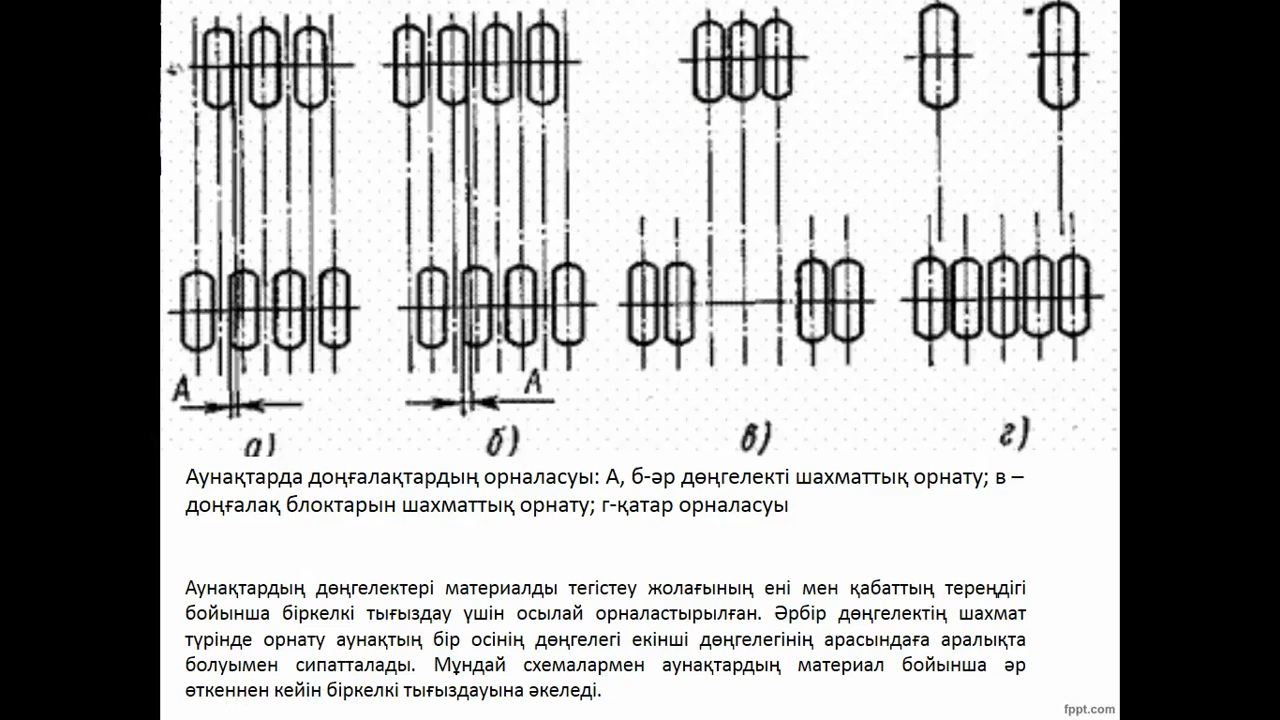 А
А
а)
б)
в)
г)
Аунақтарда доңғалақтардың орналасуы: А, б-әр дөңгелекті шахматтық орнату; в –
доңғалақ блоктарын шахматтық орнату; г-қатар орналасуы
Аунақтардың дөңгелектері материалды тегістеу жолағының ені мен қабаттың тереңдігі
бойынша біркелкі тығыздау үшін осылай орналастырылған. Әрбір дөңгелектің шахмат
түрінде орнату аунақтың бір осінің дөңгелегі екінші дөңгелегінің арасындаға аралықта
болуымен сипатталады. Мұндай схемалармен аунақтардың материал бойынша әр
өткеннен кейін біркелкі тығыздауына әкеледі.
fppt.com